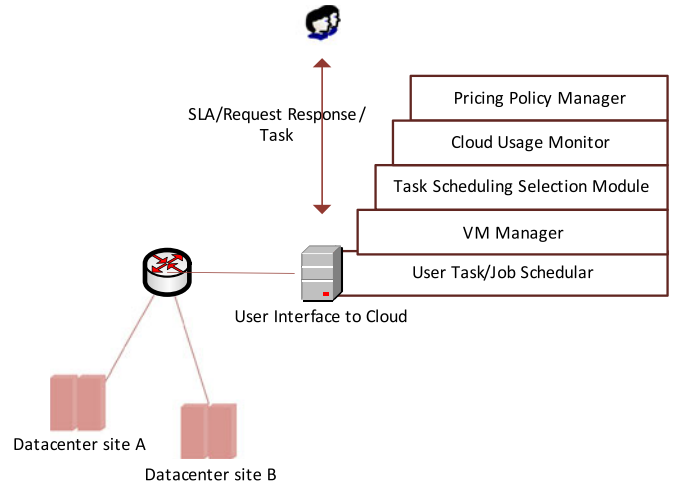 SLA/Request Response/
Task
Pricing Policy Manager
Cloud Usage Monitor
Task Scheduling Selection Module
VM Manager
User Task/Job Schedular
User Interface to Cloud
Datacenter site A
Datacenter site B